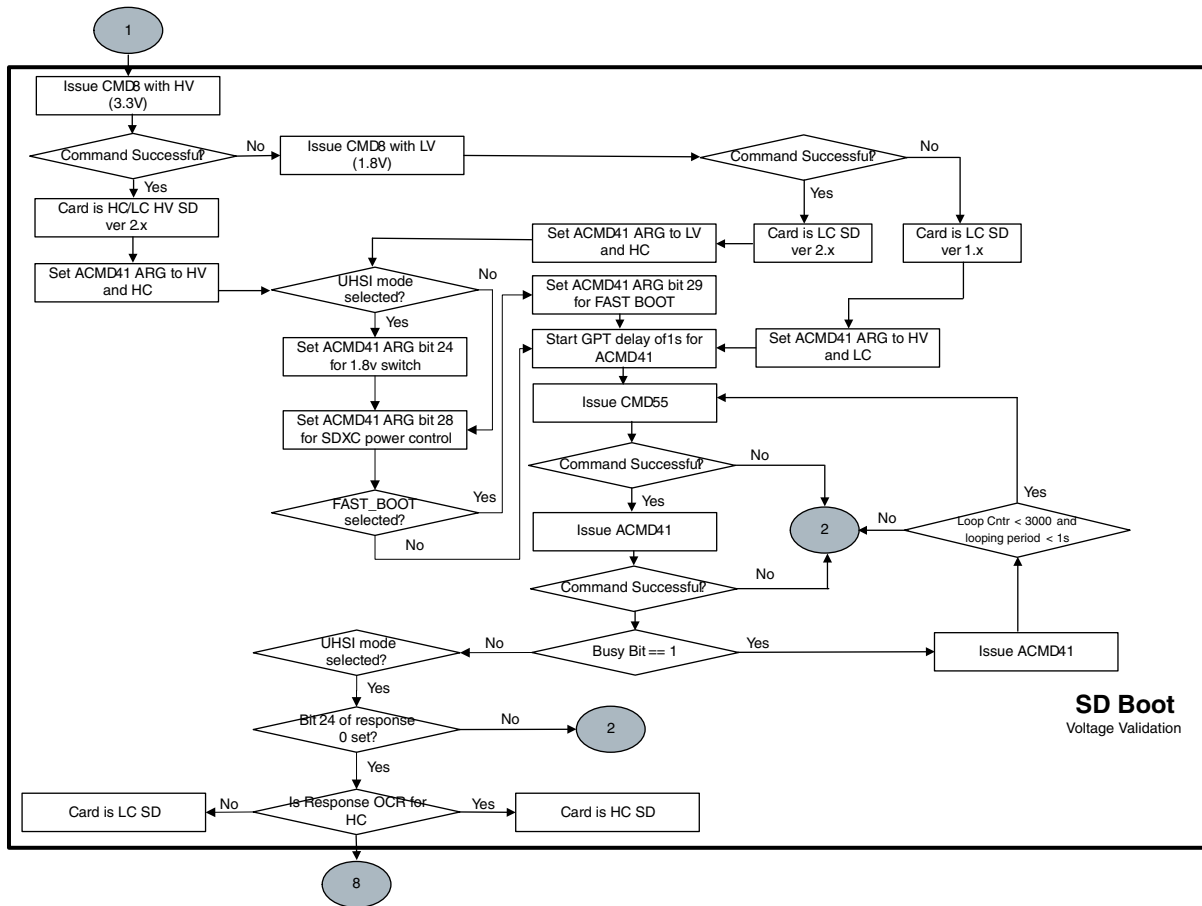 1
Issue CMD8 with HV
(3.3V)
Command Successful?
No
Issue CMD8 with LV
(1.8V)
Command Successful?
No
Yes
Yes
Card is HC/LC HV SD
ver 2.x
Set ACMD41 ARG to LV
and HC
Card is LC SD
ver 2.x
Card is LC SD
ver 1.x
Set ACMD41 ARG to HV
and HC
UHSI mode
selected?
No
Set ACMD41 ARG bit 29
for FAST BOOT
Yes
Set ACMD41 ARG bit 24
for 1.8v switch
Start GPT delay of1s for
ACMD41
Set ACMD41 ARG to HV
and LC
Issue CMD55
Set ACMD41 ARG bit 28
for SDXC power control
Command Successful?
No
Yes
FAST_BOOT
selected?
Yes
Yes
No
Issue ACMD41
2
No
Loop Cntr < 3000 and
looping period < 1s
Command Successful?
No
UHSI mode
selected?
No
Busy Bit == 1
Yes
Issue ACMD41
Yes
Bit 24 of response
0 set?
No
2
SD Boot
Voltage Validation
Yes
Card is LC SD
No
Is Response OCR for
HC
Yes
Card is HC SD
8